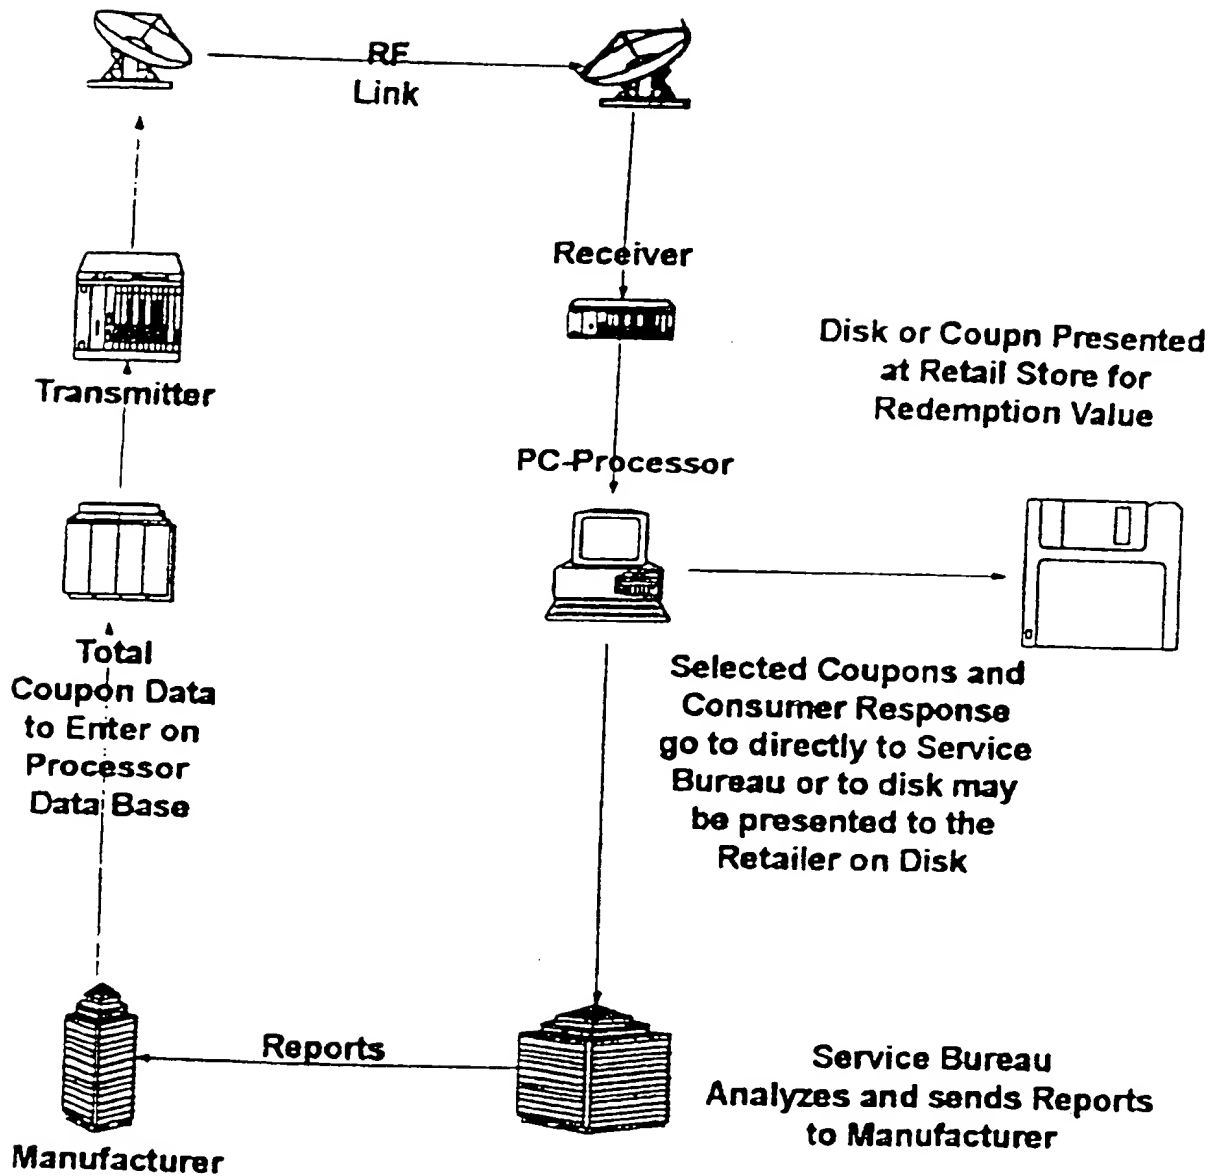 RF
Link
Receiver
Transmitter
Disk or Coupn Presented
at Retail Store for
Redemption Value
PC-Processor
Total
Coupon Data
to Enter on
Processor
Data Base
Selected Coupons and
Consumer Response
go to directly to Service
Bureau or to disk may
be presented to the
Retailer on Disk
Reports
Service Bureau
Analyzes and sends Reports
to Manufacturer
Manufacturer